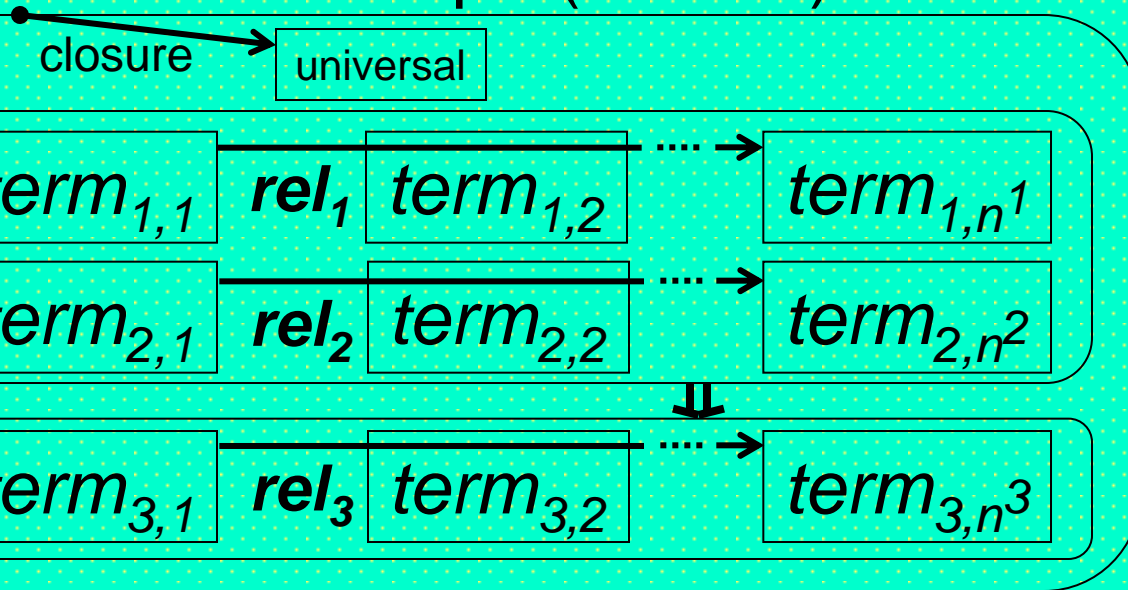 closure universal
erm1,1 rel1 term1,2 term1,n1
erm2,1 rel2 term2,2 term2,n2
erm3,1 rel3 term3,2 term3,n3